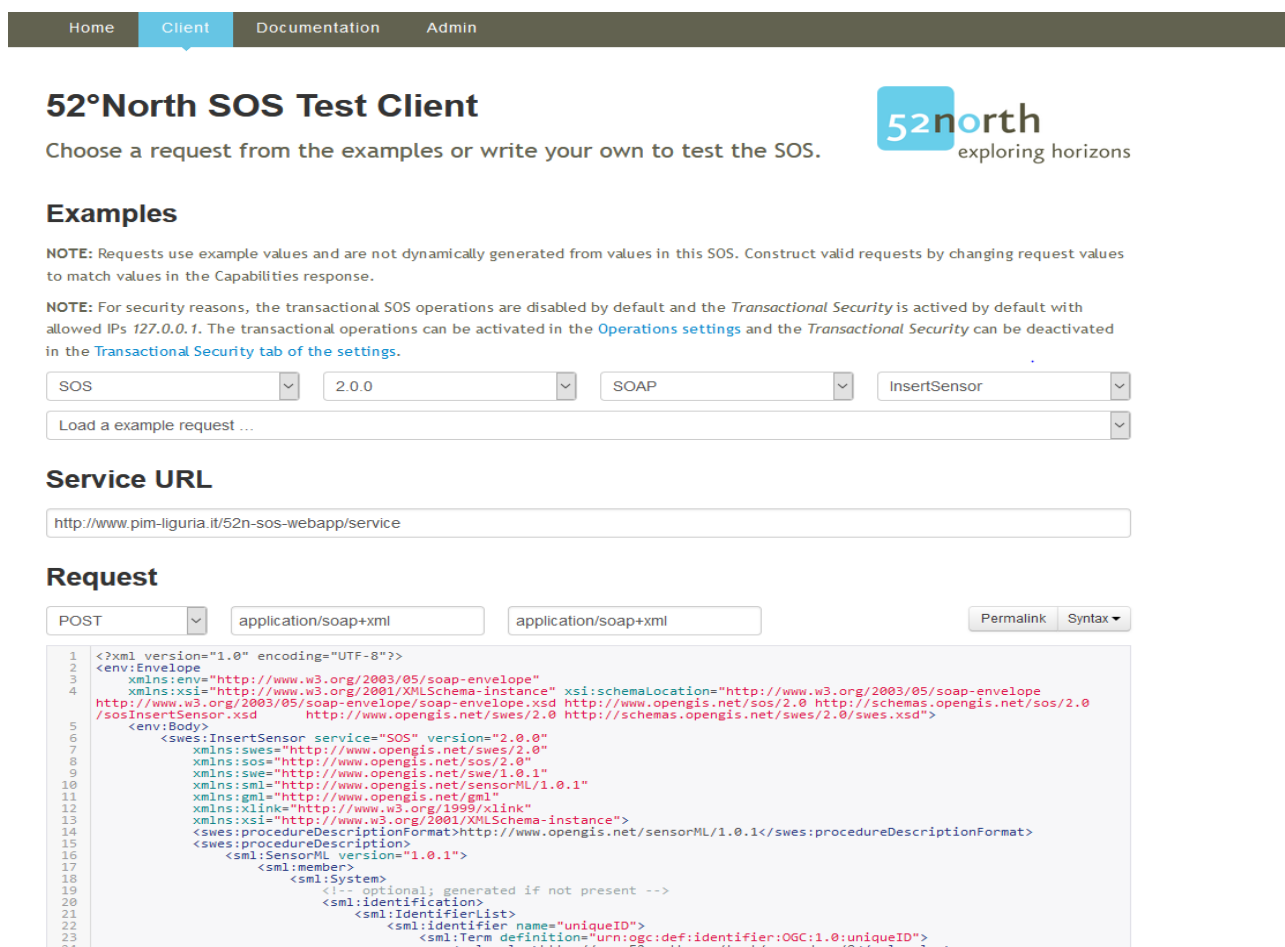 Home Client Documentation Admin
52°North SOS Test Client
Choose a request from the examples or write your own to test the SOS.
52north
exploring horizons
Examples
NOTE: Requests use example values and are not dynamically generated from values in this SOS. Construct valid requests by changing request values
to match values in the Capabilities response.
NOTE: For security reasons, the transactional SOS operations are disabled by default and the Transactional Security is actived by default with
allowed IPs 127.0.0.1. The transactional operations can be activated in the Operations settings and the Transactional Security can be deactivated
in the Transactional Security tab of the settings.
SOS 2.0.0 SOAP InsertSensor
Load a example request ...
Service URL
http://www.pim-liguria.it/52n-sos-webapp/service
Request
POST application/soap+xml application/soap+xml Permalink Syntax
1 <?xml version="1.0" encoding="UTF-8"?>
2 <env:Envelope
3 xmlns:env="http://www.w3.org/2003/05/soap-envelope"
4 xmlns:xsi="http://www.w3.org/2001/XMLSchema-instance" xsi:schemaLocation="http://www.w3.org/2003/05/soap-envelope
http://www.w3.org/2003/05/soap-envelope/soap-envelope.xsd http://www.opengis.net/sos/2.0 http://schemas.opengis.net/sos/2.0
/sosInsertSensor.xsd http://www.opengis.net/swes/2.0 http://schemas.opengis.net/swes/2.0/swes.xsd">
5 <env:Body>
6 <swes:InsertSensor service="SOS" version="2.0.0"
7 xmlns:swes="http://www.opengis.net/swes/2.0"
8 xmlns:sos="http://www.opengis.net/sos/2.0"
9 xmlns:swe="http://www.opengis.net/swe/1.0.1"
10 xmlns:sml="http://www.opengis.net/sensorML/1.0.1"
11 xmlns:gml="http://www.opengis.net/gml"
12 xmlns:xlink="http://www.w3.org/1999/xlink"
13 xmlns:xsi="http://www.w3.org/2001/XMLSchema-instance">
14 <swes:procedureDescriptionFormat>http://www.opengis.net/sensorML/1.0.1</swes:procedureDescriptionFormat>
15 <swes:procedureDescription>
16 <sml:SensorML version="1.0.1">
17 <sml:member>
18 <sml:System>
19 <!-- optional; generated if not present -->
20 <sml:identification>
21 <sml:IdentifierList>
22 <sml:identifier name="uniqueID">
23 <sml:Term definition="urn:ogc:def:identifier:OGC:1.0:uniqueID">